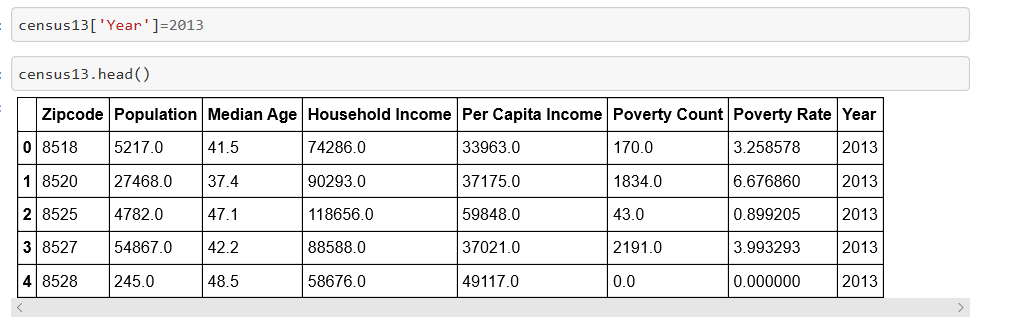 census13['Year']=2013
census13.head()
Zipcode Population Median Age Household Income Per Capita Income Poverty Count Poverty Rate Year
0 8518 5217.0 41.5 74286.0 33963.0 170.0 3.258578 2013
1 8520 27468.0 37.4 90293.0 37175.0 1834.0 6.676860 2013
2 8525 4782.0 47.1 118656.0 59848.0 43.0 0.899205 2013
3 8527 54867.0 42.2 88588.0 37021.0 2191.0 3.993293 2013
4 8528 245.0 48.5 58676.0 49117.0 0.0 0.000000 2013